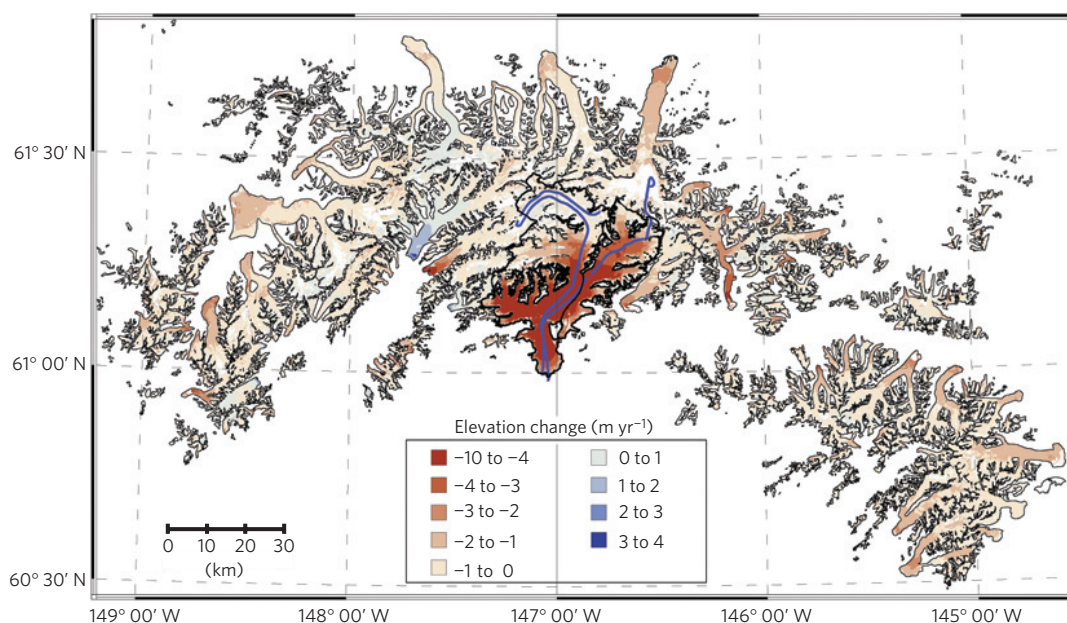 61° 30′ N
61° 00′ N
60° 30′ N
Elevation change (m yr⁻¹)
−10 to −4
−4 to −3
−3 to −2
−2 to −1
−1 to 0
0 to 1
1 to 2
2 to 3
3 to 4
0 10 20 30
(km)
149° 00′ W 148° 00′ W 147° 00′ W 146° 00′ W 145° 00′ W